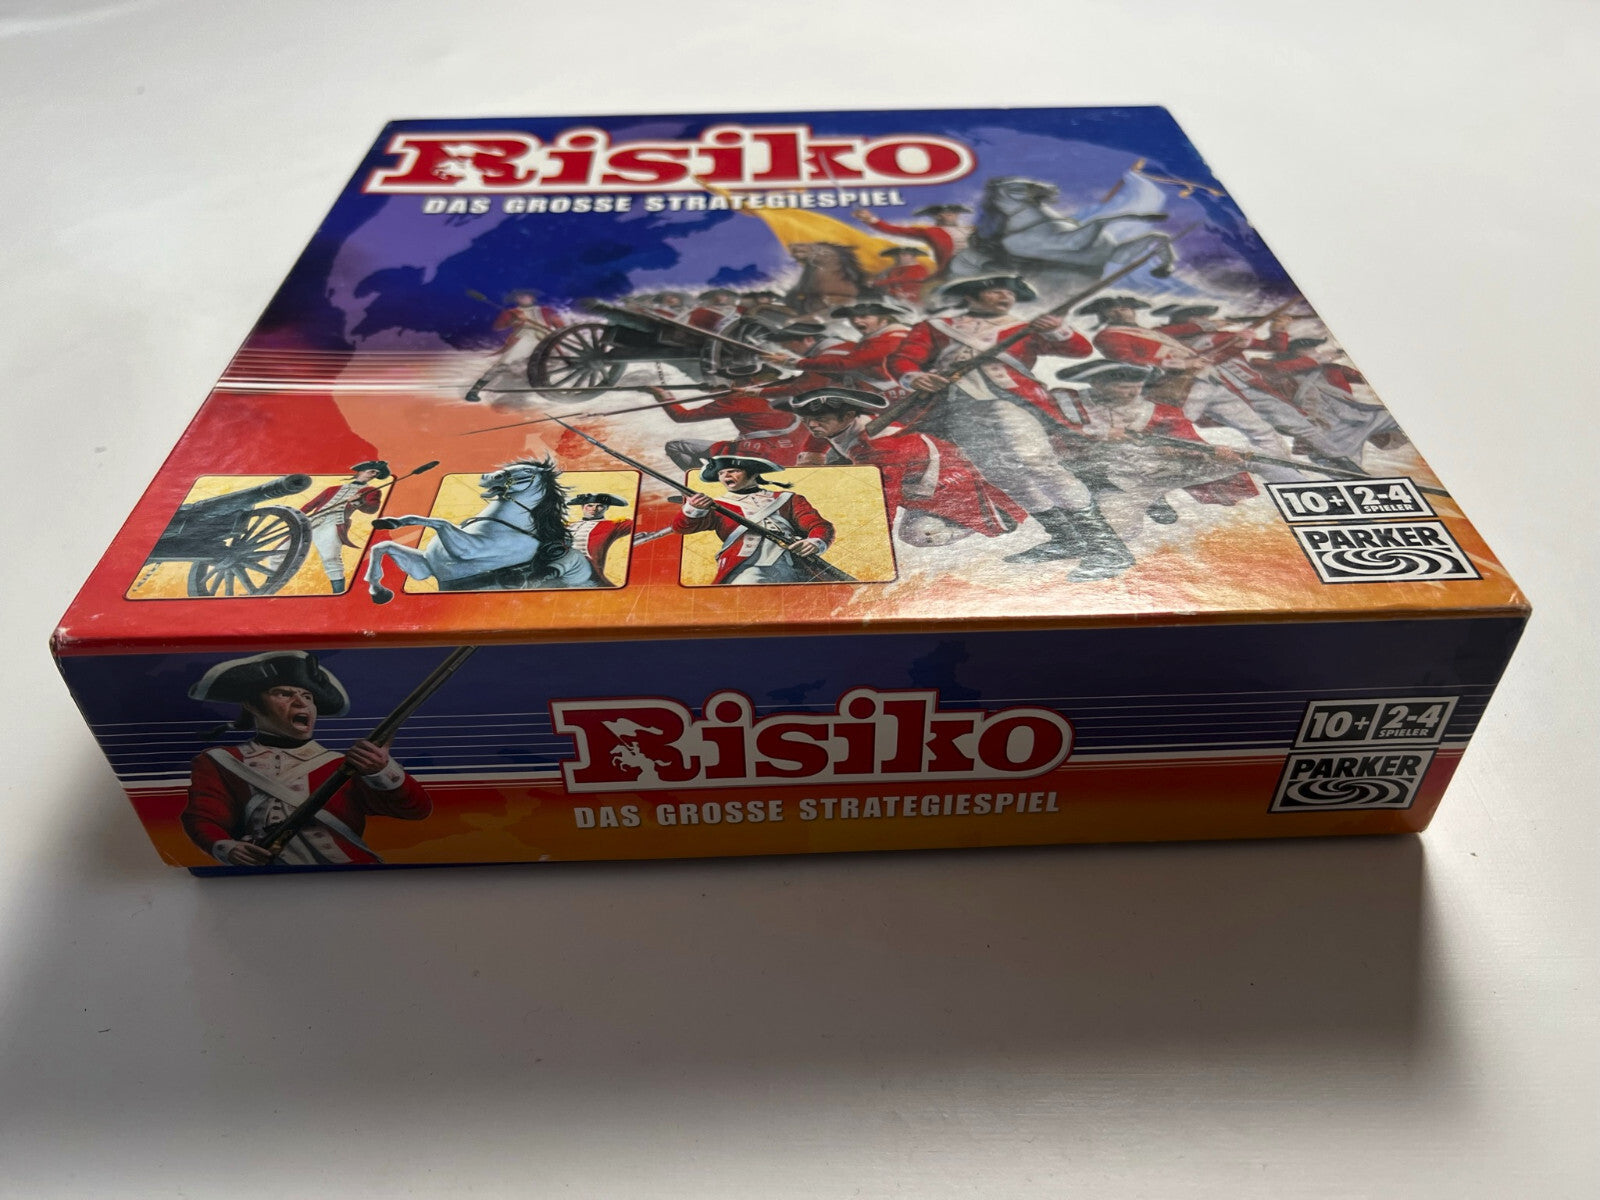 Risiko
DAS GROSSE STRATEGIESPIEL
10+ 2-4
SPIELER
PARKER
Risiko
DAS GROSSE STRATEGIESPIEL
10+ 2-4
SPIELER
PARKER